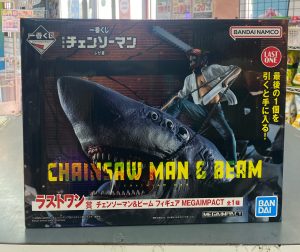 一番くじ
チェンソーマン
BANDAI NAMCO
LAST ONE
最後の1個を
引くと手に入る!
CHAINSAW MAN & BEAM
ラストワン賞 チェンソーマン&ビーム フィギュア MEGAIMPACT 全1種
MEGAIMPACT
BAN
DAI